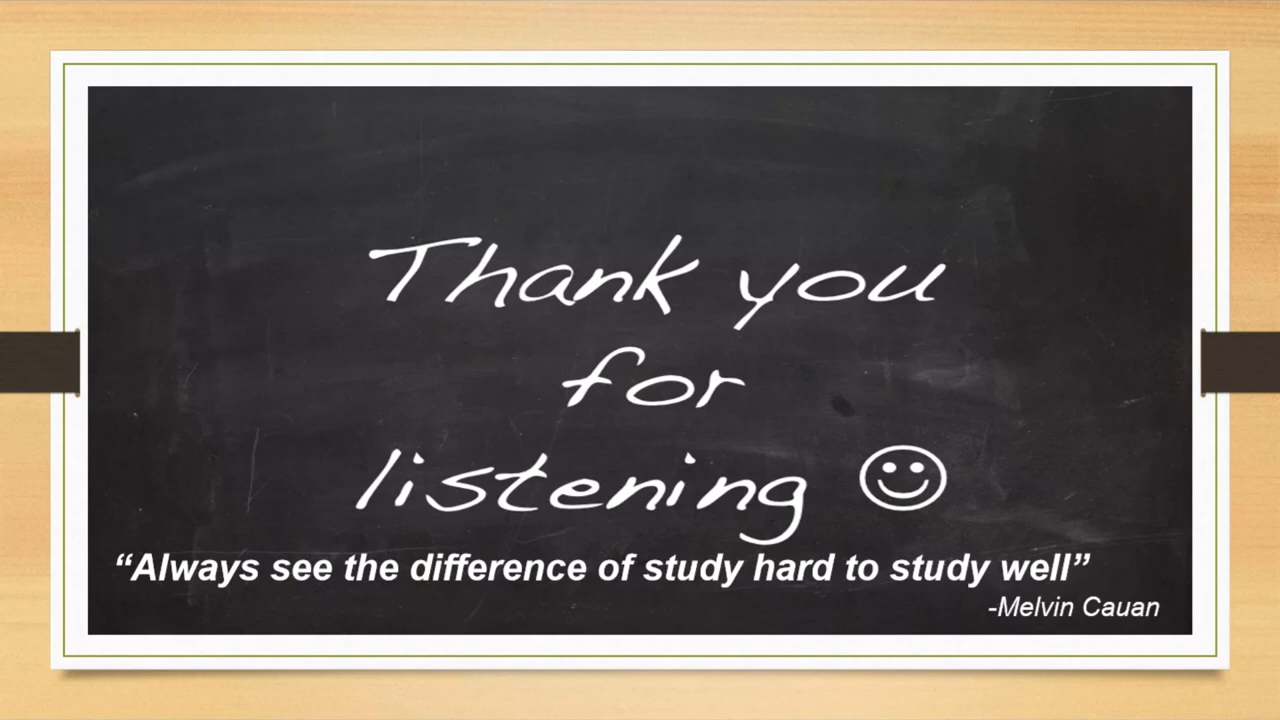 Thank you
for
listening ☺
“Always see the difference of study hard to study well”
-Melvin Cauan